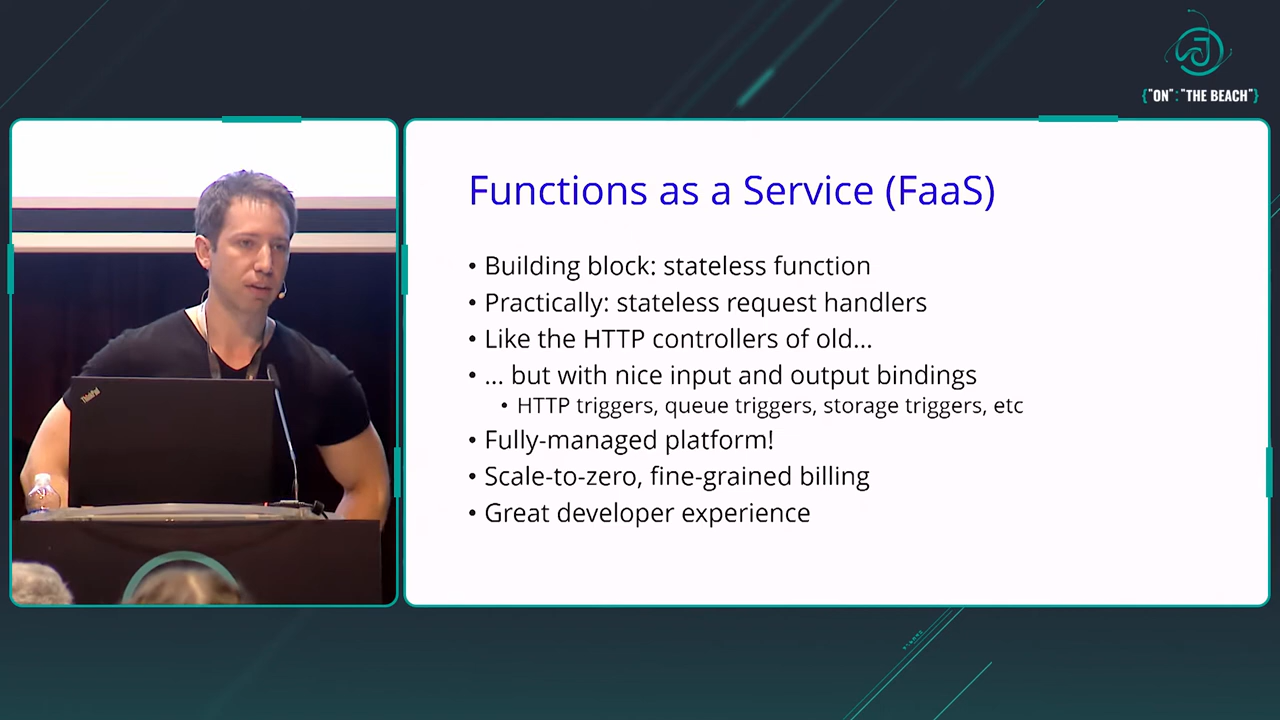 {"ON":"THE BEACH"}
Functions as a Service (FaaS)
• Building block: stateless function
• Practically: stateless request handlers
• Like the HTTP controllers of old...
• ... but with nice input and output bindings
• HTTP triggers, queue triggers, storage triggers, etc
• Fully-managed platform!
• Scale-to-zero, fine-grained billing
• Great developer experience
ThinkPad